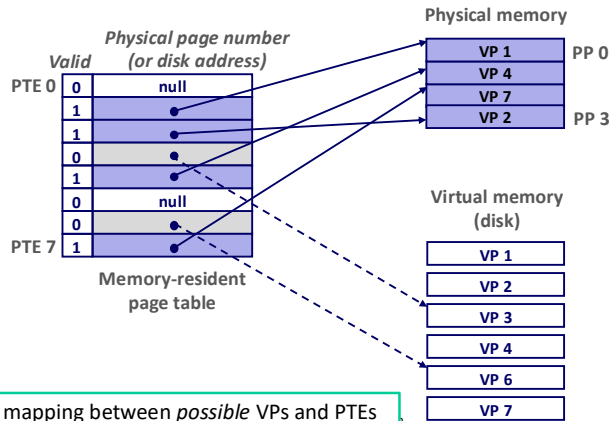 Physical memory
Physical page number
Valid (or disk address)
PTE 0 0 null
1
1
0
1
0 null
0
PTE 7 1
VP 1 PP 0
VP 4
VP 7
VP 2 PP 3
Memory-resident
page table
Virtual memory
(disk)
VP 1
VP 2
VP 3
VP 4
VP 6
VP 7
mapping between possible VPs and PTEs